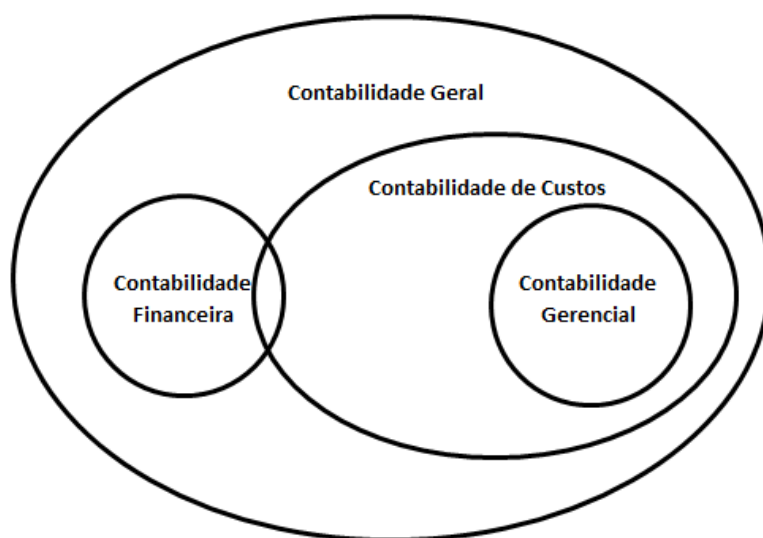 Contabilidade Geral
Contabilidade de Custos
Contabilidade
Financeira
Contabilidade
Gerencial